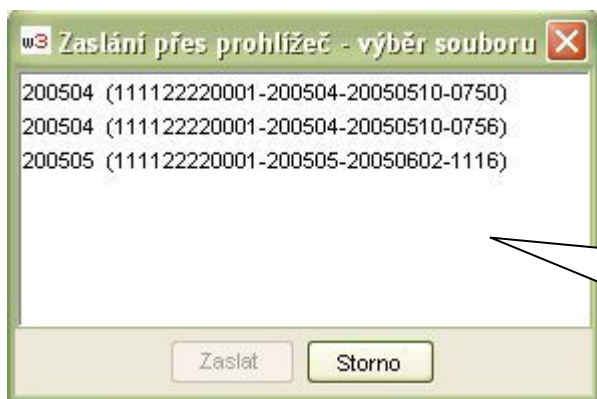 w3 Zaslání přes prohlížeč - výběr souboru
200504 (111122220001-200504-20050510-0750)
200504 (111122220001-200504-20050510-0756)
200505 (111122220001-200505-20050602-1116)
Zaslat Storno